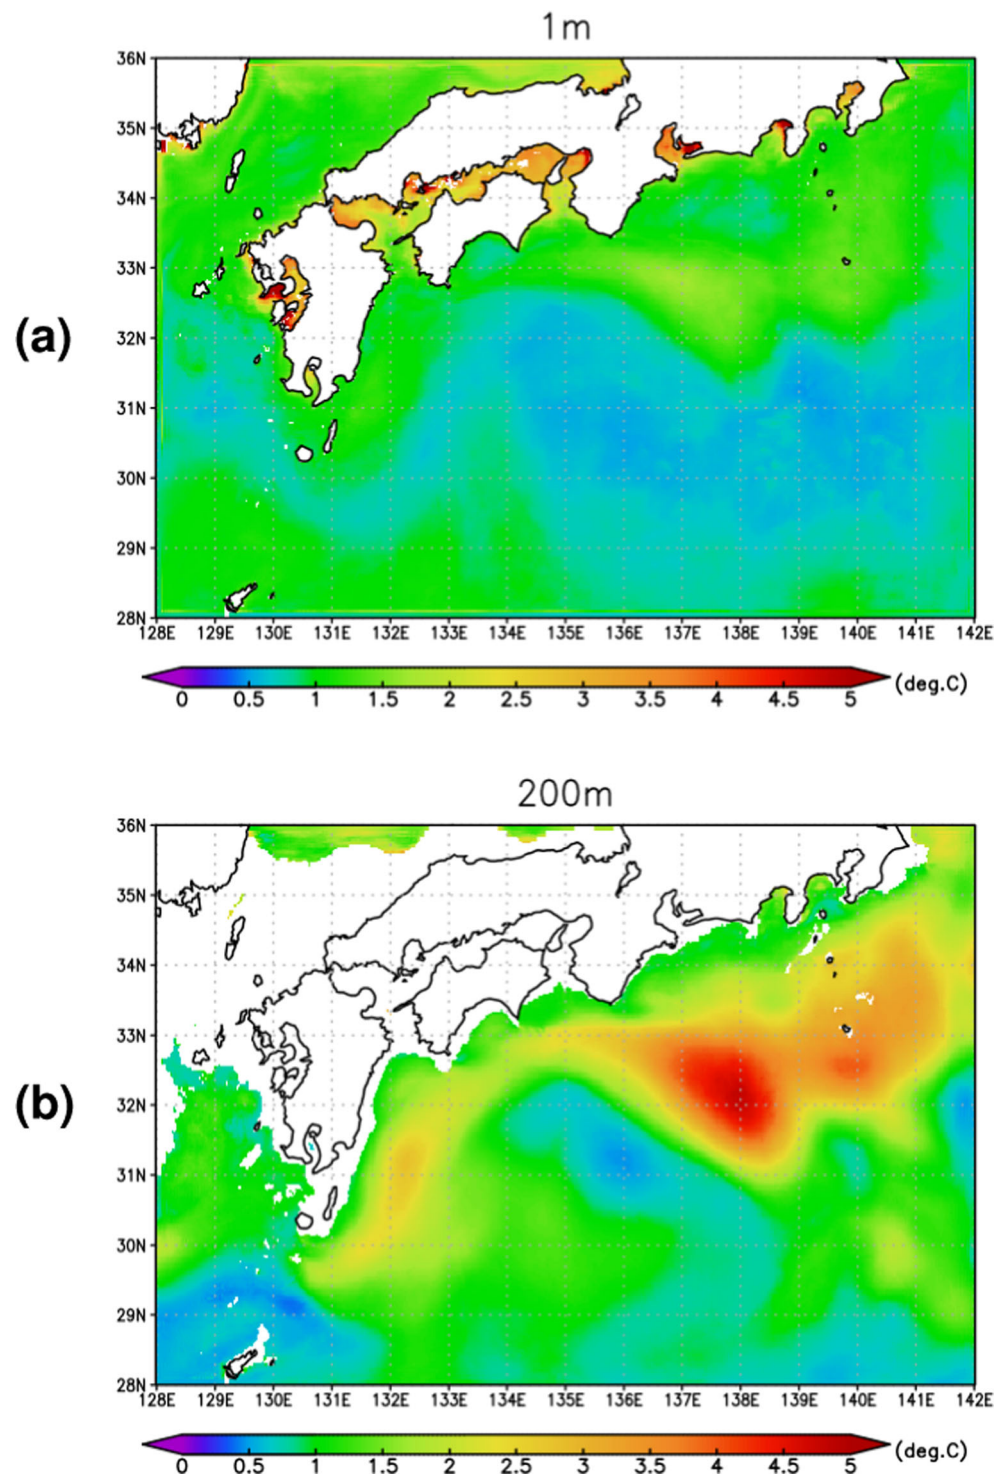 1m
36N
35N
34N
33N
(a)
32N
31N
30N
29N
28N
128E 129E 130E 131E 132E 133E 134E 135E 136E 137E 138E 139E 140E 141E 142E
(deg.C)
0 0.5 1 1.5 2 2.5 3 3.5 4 4.5 5
200m
36N
35N
34N
33N
(b)
32N
31N
30N
29N
28N
128E 129E 130E 131E 132E 133E 134E 135E 136E 137E 138E 139E 140E 141E 142E
(deg.C)
0 0.5 1 1.5 2 2.5 3 3.5 4 4.5 5